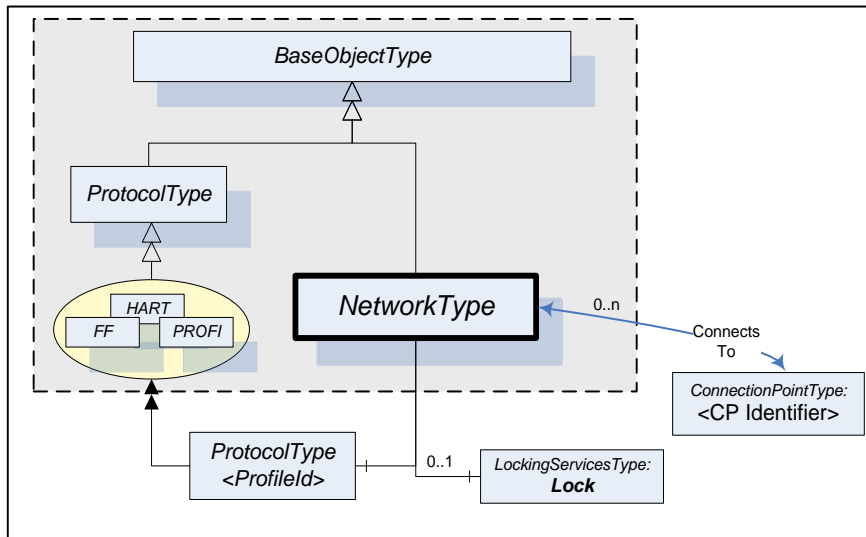 BaseObjectType
ProtocolType
HART
FF
PROFI
NetworkType
0..n
Connects
To
ConnectionPointType:
<CP Identifier>
ProtocolType
<ProfileId>
0..1
LockingServicesType:
Lock